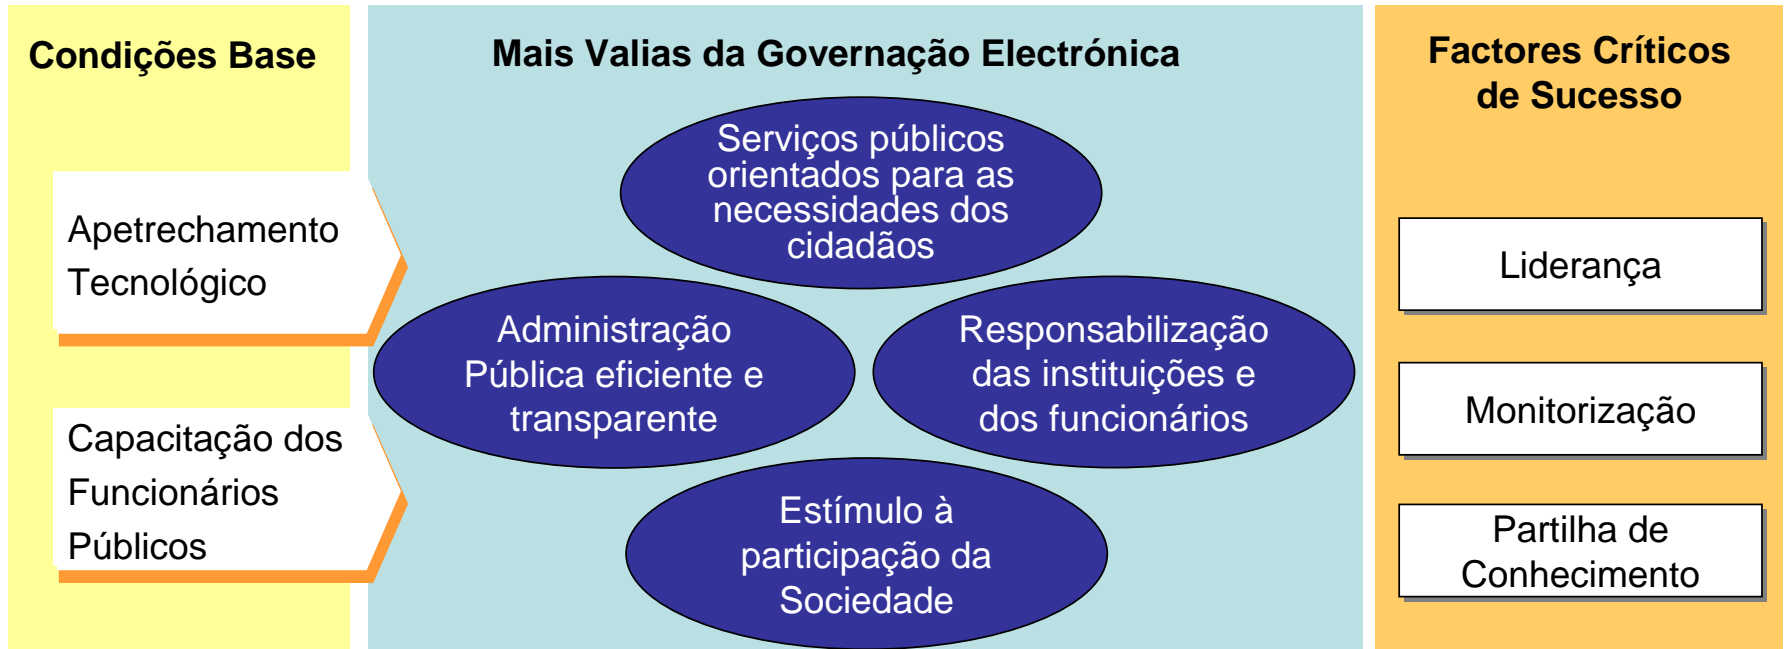 Condições Base
Apetrechamento
Tecnológico
Capacitação dos
Funcionários
Públicos
Mais Valias da Governação Electrónica
Serviços públicos
orientados para as
necessidades dos
cidadãos
Administração
Pública eficiente e
transparente
Responsabilização
das instituições e
dos funcionários
Estímulo à
participação da
Sociedade
Factores Críticos
de Sucesso
Liderança
Monitorização
Partilha de
Conhecimento